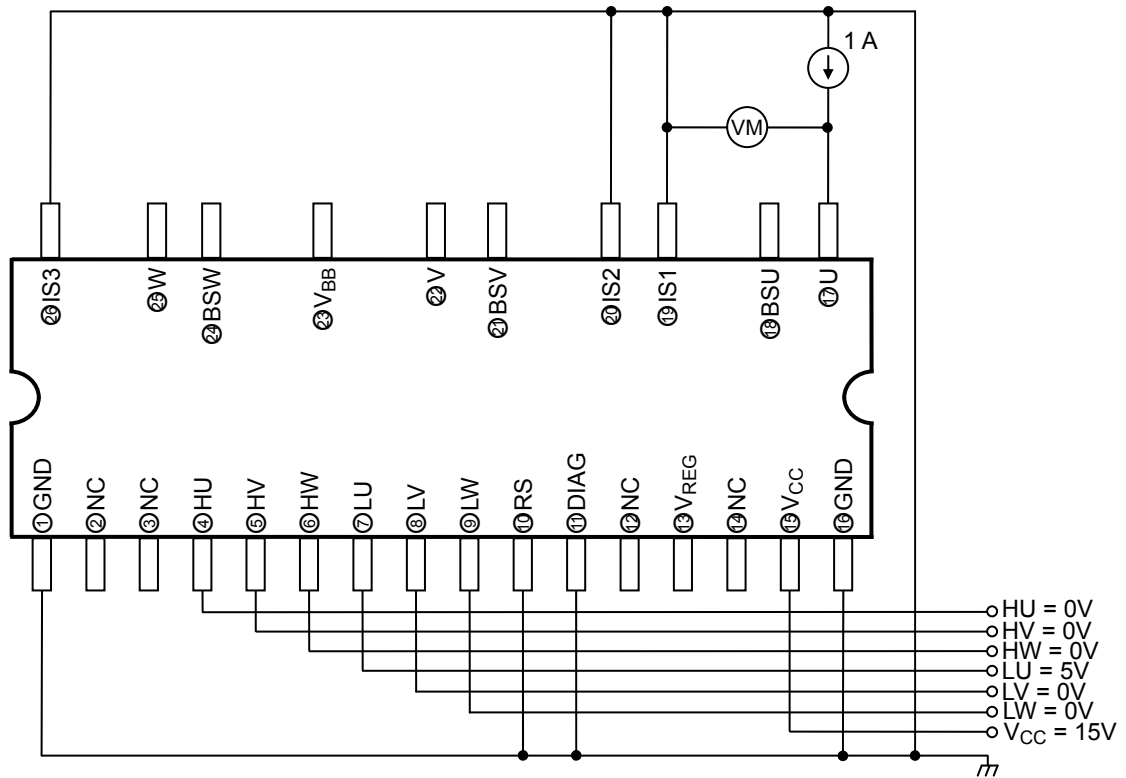 1 A
VM
㉖IS3
㉕W
㉔BSW
㉓VBB
㉒V
㉑BSV
⑳IS2
⑲IS1
⑱BSU
⑰U
①GND
②NC
③NC
④HU
⑤HV
⑥HW
⑦LU
⑧LV
⑨LW
⑩RS
⑪DIAG
⑫NC
⑬VREG
⑭NC
⑮VCC
⑯GND
HU = 0V
HV = 0V
HW = 0V
LU = 5V
LV = 0V
LW = 0V
VCC = 15V